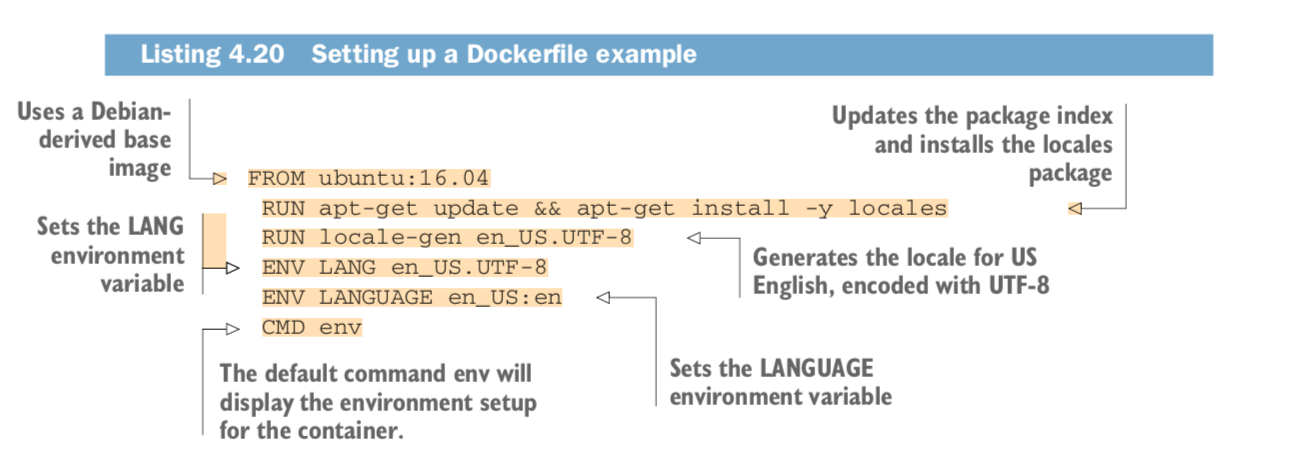 Listing 4.20 Setting up a Dockerfile example
Uses a Debian-
derived base
image
Updates the package index
and installs the locales
package
FROM ubuntu:16.04
RUN apt-get update && apt-get install -y locales
Sets the LANG
environment
variable
RUN locale-gen en_US.UTF-8
Generates the locale for US
English, encoded with UTF-8
ENV LANG en_US.UTF-8
ENV LANGUAGE en_US:en
CMD env
Sets the LANGUAGE
environment variable
The default command env will
display the environment setup
for the container.